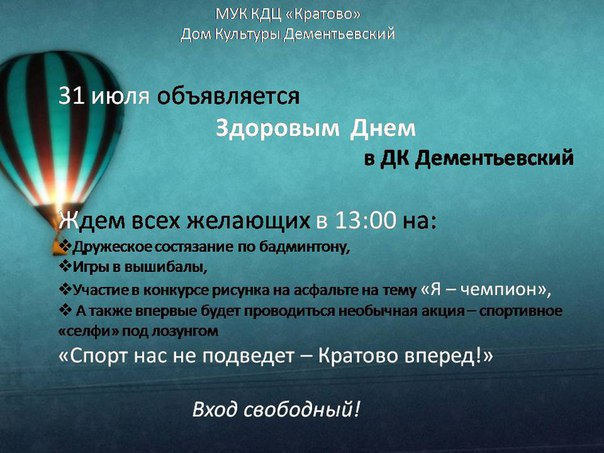 МУК КДЦ «Кратово»
Дом Культуры Дементьевский
31 июля объявляется
Здоровым Днем
в ДК Дементьевский
Ждем всех желающих в 13:00 на:
❖Дружеское состязание по бадминтону,
❖Игры в вышибалы,
❖Участие в конкурсе рисунка на асфальте на тему «Я – чемпион»,
❖ А также впервые будет проводиться необычная акция – спортивное
«селфи» под лозунгом
«Спорт нас не подведет – Кратово вперед!»
Вход свободный!